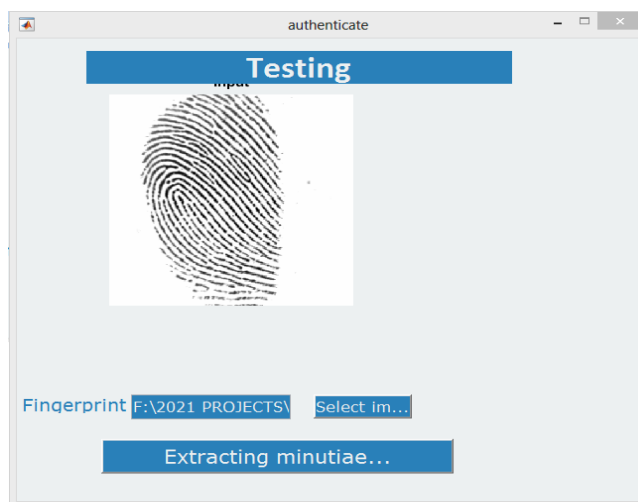 authenticate
Testing
Input
Fingerprint F:\2021 PROJECTS\ Select im...
Extracting minutiae...